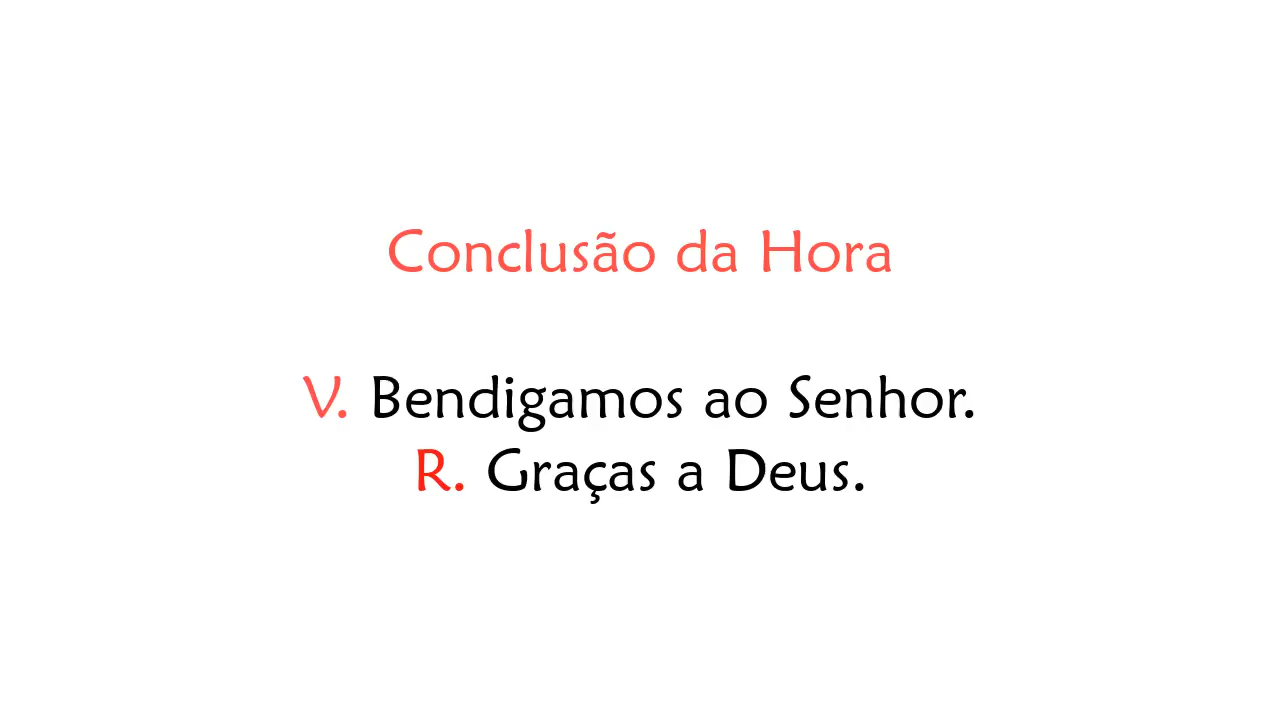 Conclusão da Hora
V. Bendigamos ao Senhor.
R. Graças a Deus.